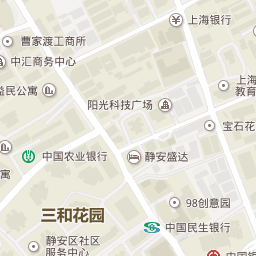 上海银行
曹家渡工商所
中汇商务中心
上海
教育
益民公寓
阳光科技广场
宝石花
中国农业银行
静安盛达
98创意园
三和花园
中国民生银行
静安区社区
服务中心
中国